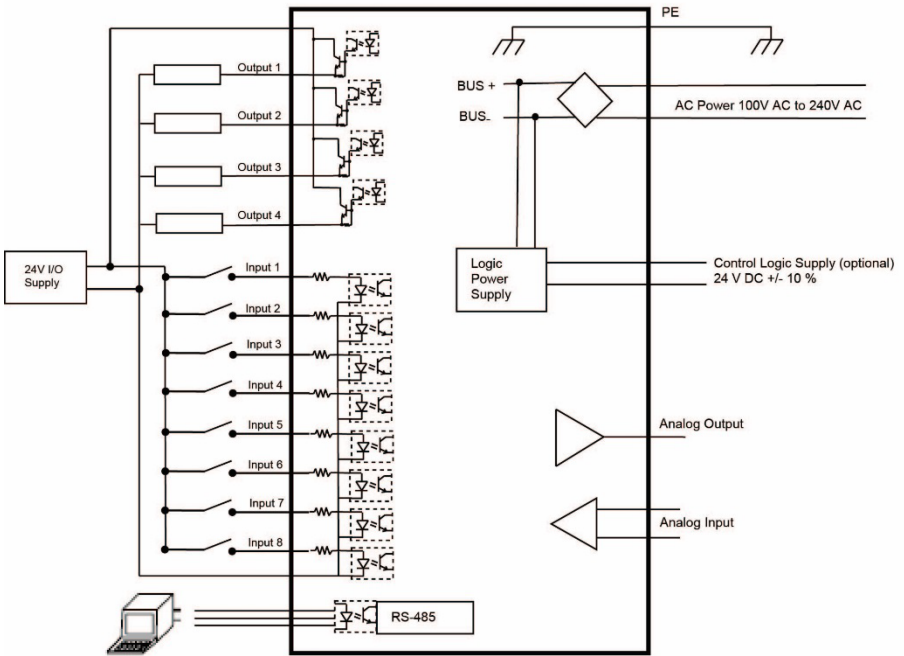 PE
Output 1
Output 2
Output 3
Output 4
BUS +
BUS-
AC Power 100V AC to 240V AC
24V I/O
Supply
Input 1
Input 2
Input 3
Input 4
Input 5
Input 6
Input 7
Input 8
Logic
Power
Supply
Control Logic Supply (optional)
24 V DC +/- 10 %
Analog Output
Analog Input
RS-485